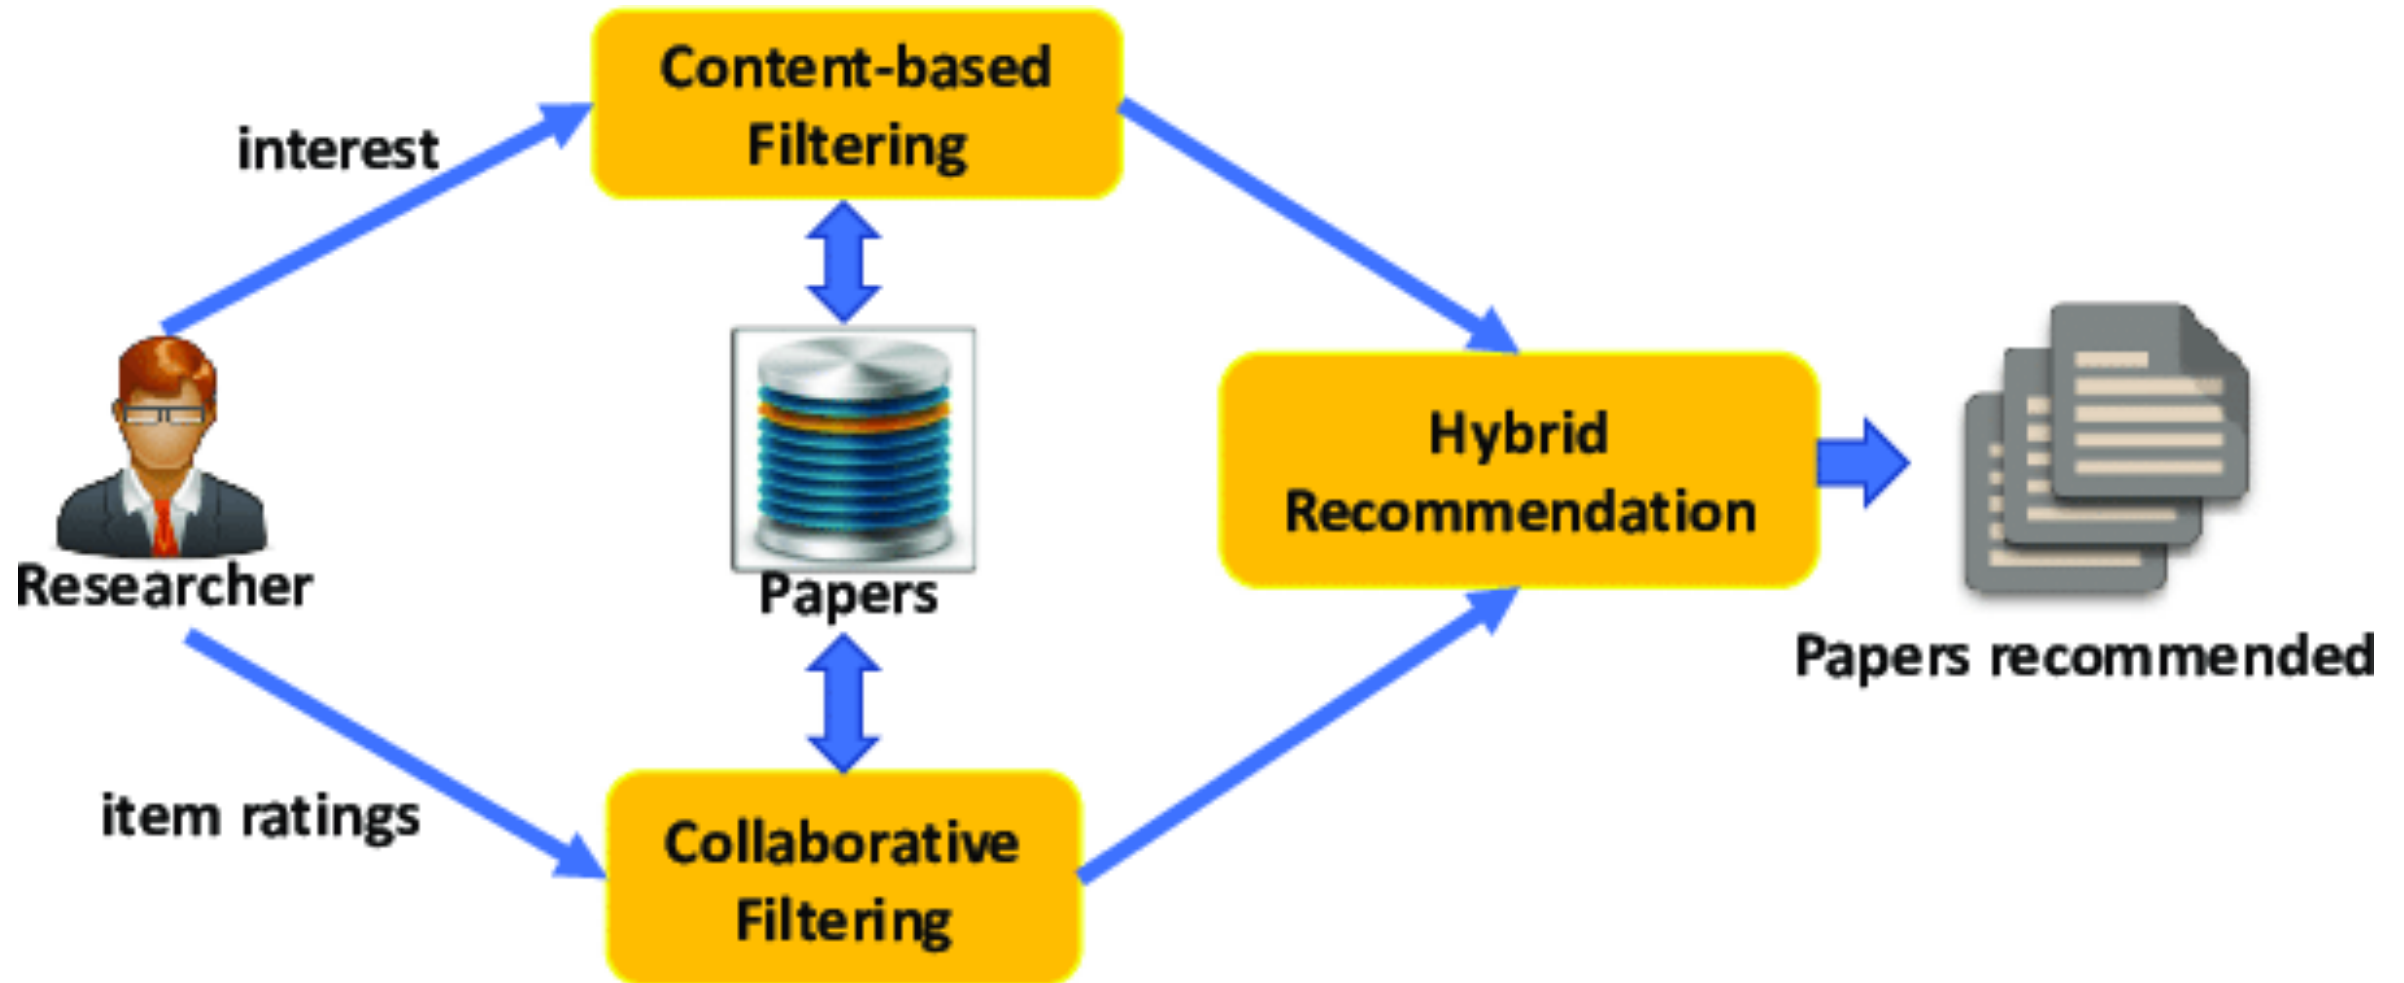 Content-based
Filtering
interest
Researcher
Papers
Hybrid
Recommendation
Papers recommended
item ratings
Collaborative
Filtering